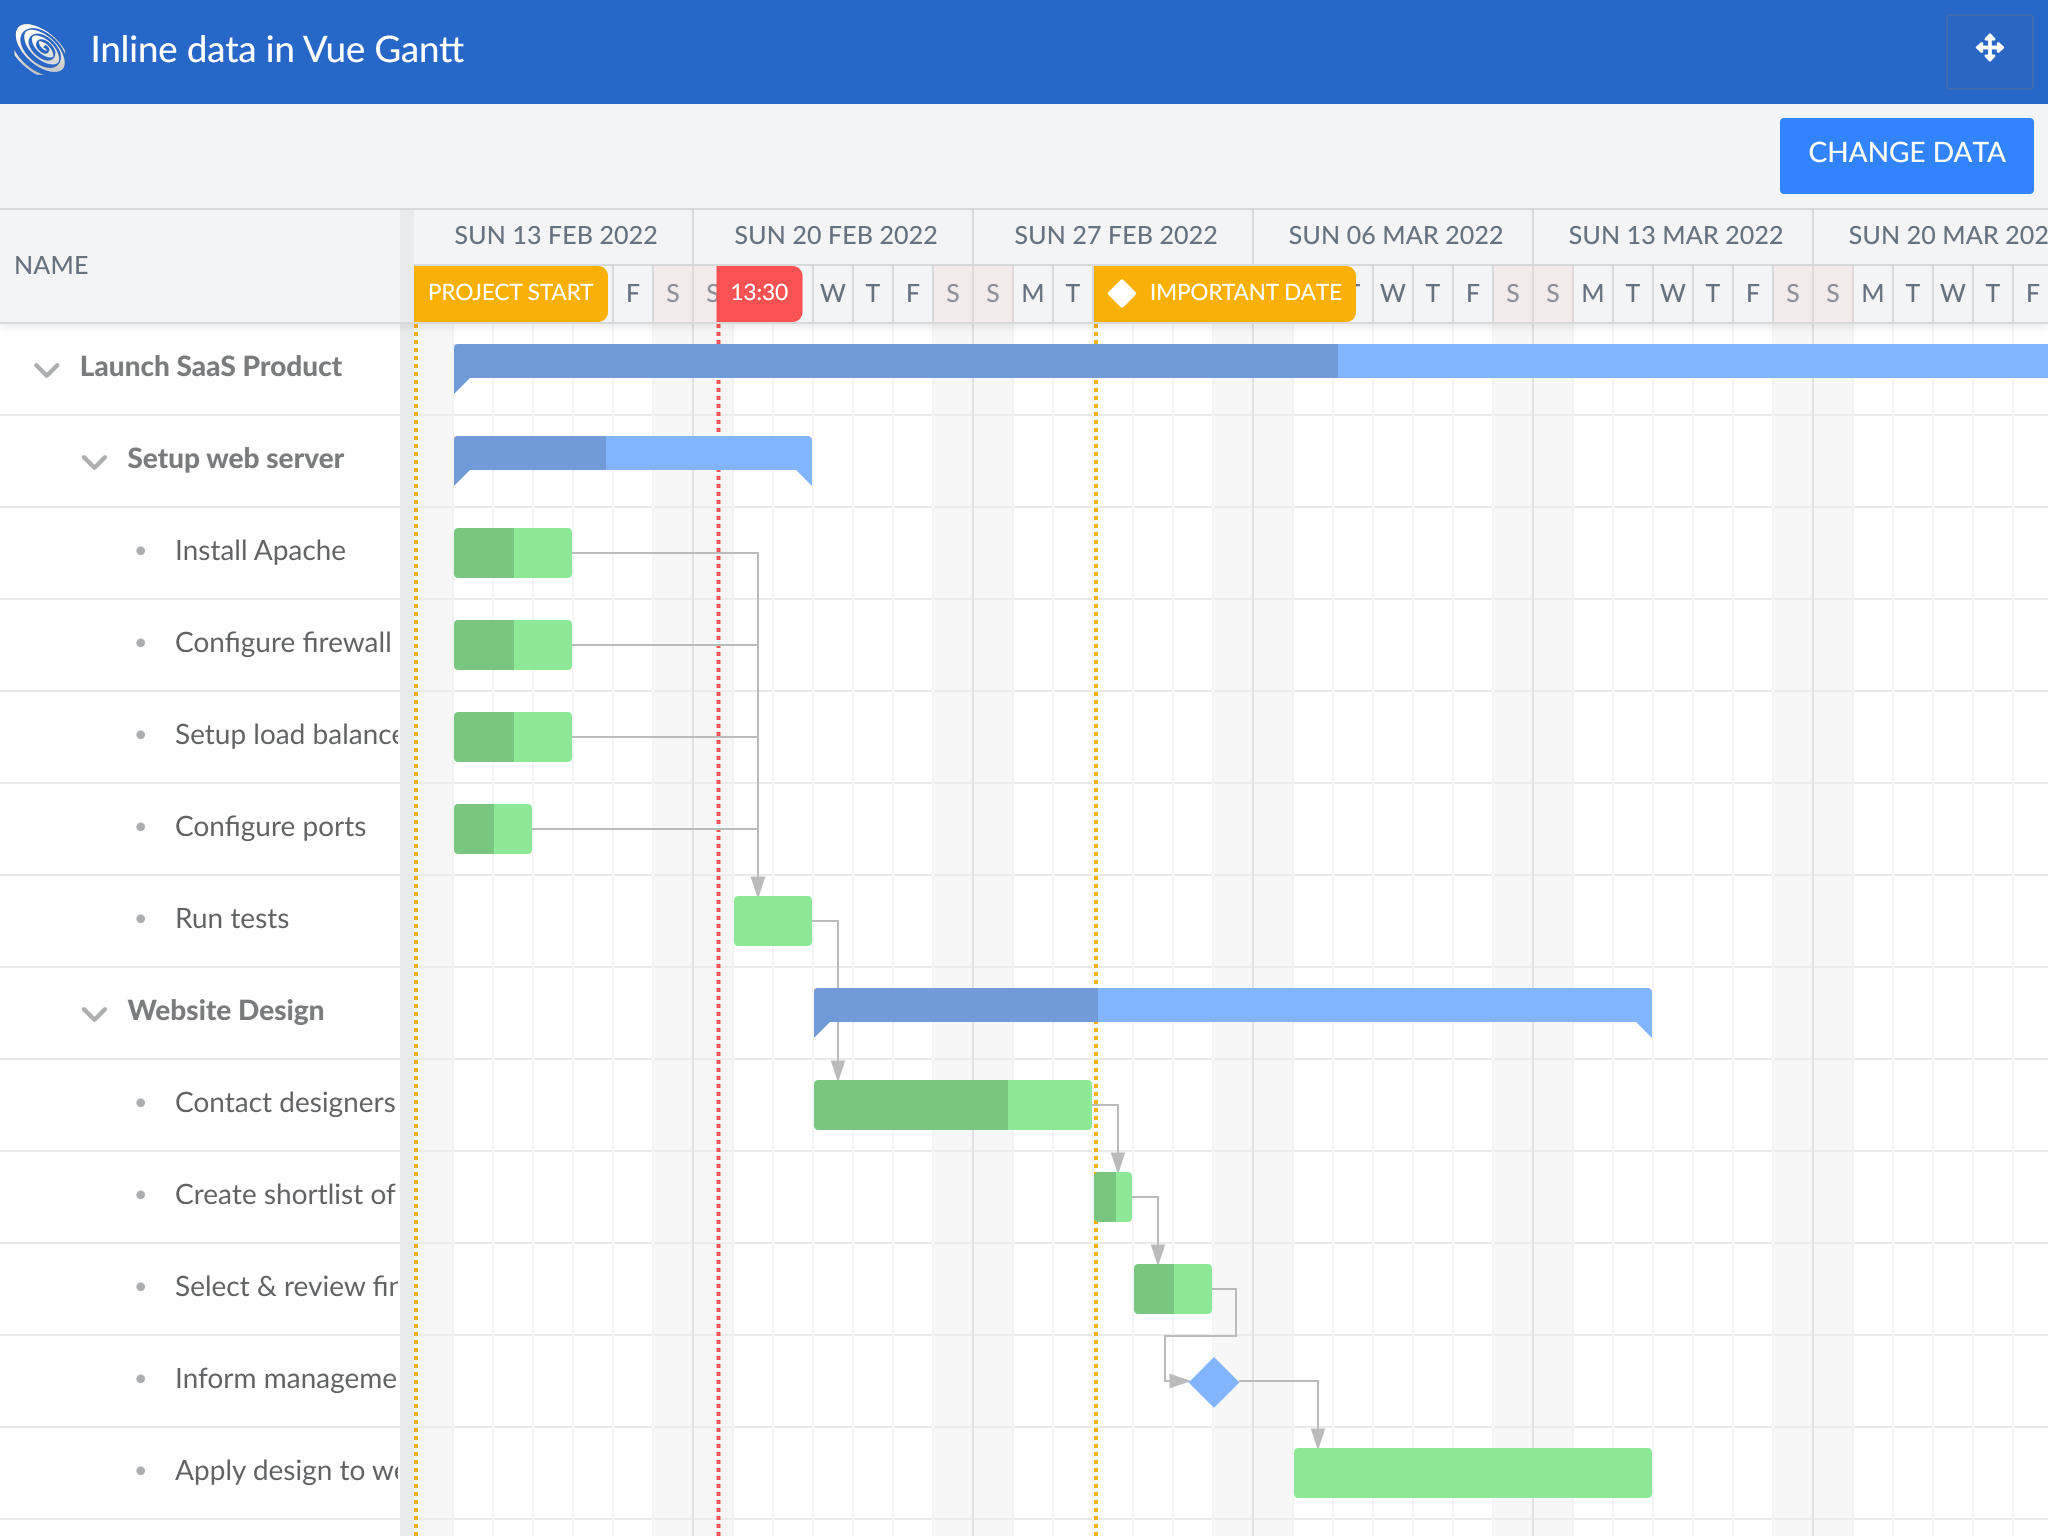 Inline data in Vue Gantt
CHANGE DATA
NAME
SUN 13 FEB 2022 SUN 20 FEB 2022 SUN 27 FEB 2022 SUN 06 MAR 2022 SUN 13 MAR 2022 SUN 20 MAR 202
PROJECT START F S S 13:30 W T F S S M T IMPORTANT DATE W T F S S M T W T F S S M T W T F
Launch SaaS Product
Setup web server
Install Apache
Configure firewall
Setup load balance
Configure ports
Run tests
Website Design
Contact designers
Create shortlist of
Select & review fin
Inform manageme
Apply design to we